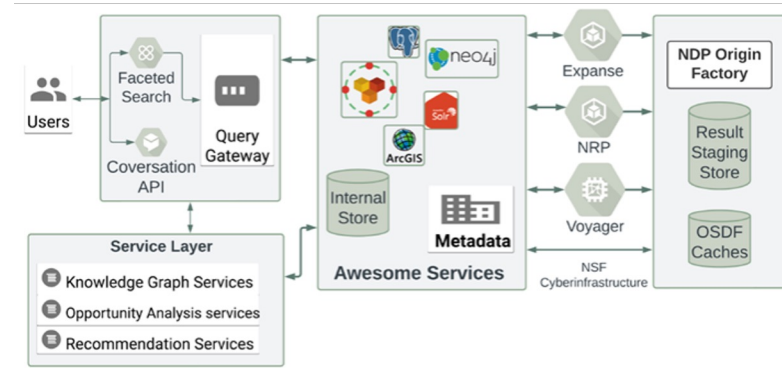 Users
Faceted
Search
Coversation
API
Query
Gateway
Service Layer
Knowledge Graph Services
Opportunity Analysis services
Recommendation Services
neo4j
Solr
ArcGIS
Internal
Store
Metadata
Awesome Services
Expanse
NRP
Voyager
NSF
Cyberinfrastructure
NDP Origin
Factory
Result
Staging
Store
OSDF
Caches